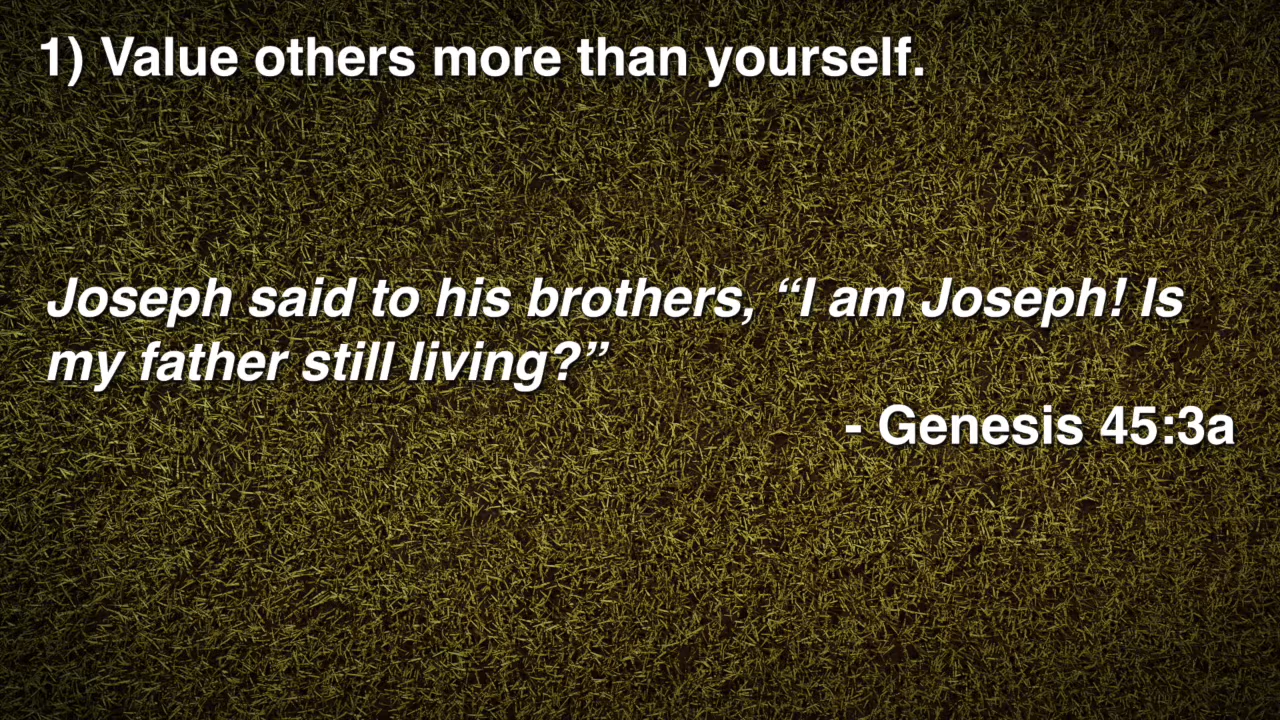 1) Value others more than yourself.
Joseph said to his brothers, “I am Joseph! Is
my father still living?”
- Genesis 45:3a